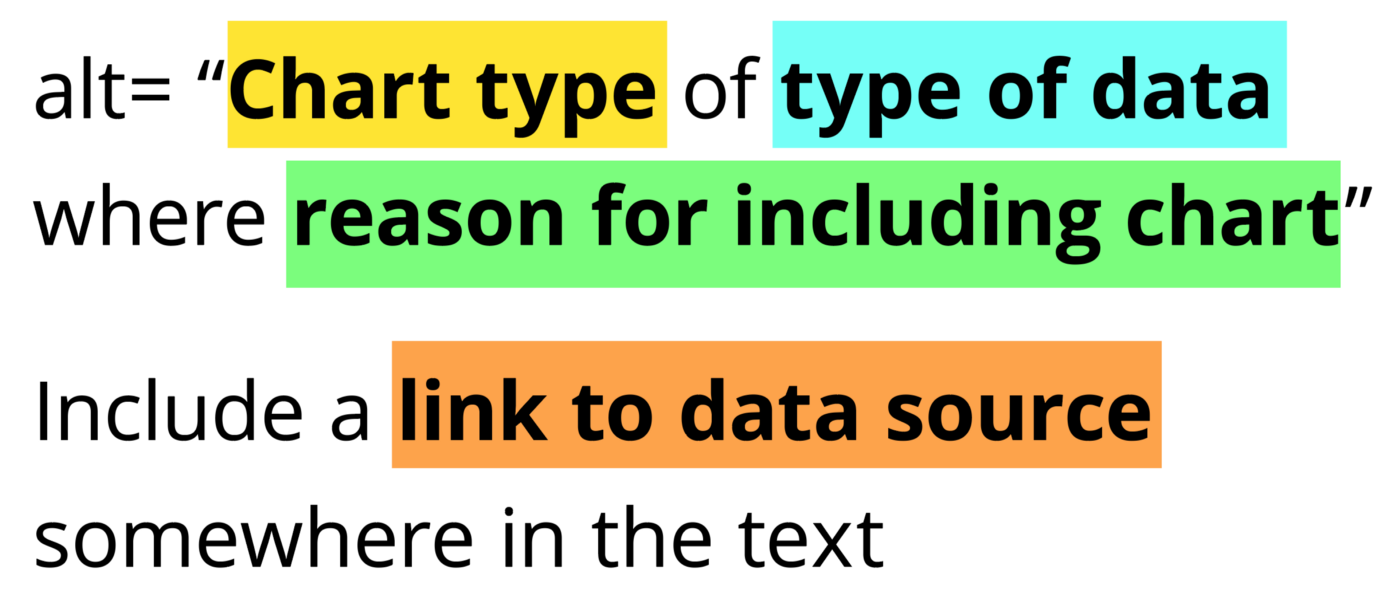 alt= “Chart type of type of data
where reason for including chart”
Include a link to data source
somewhere in the text